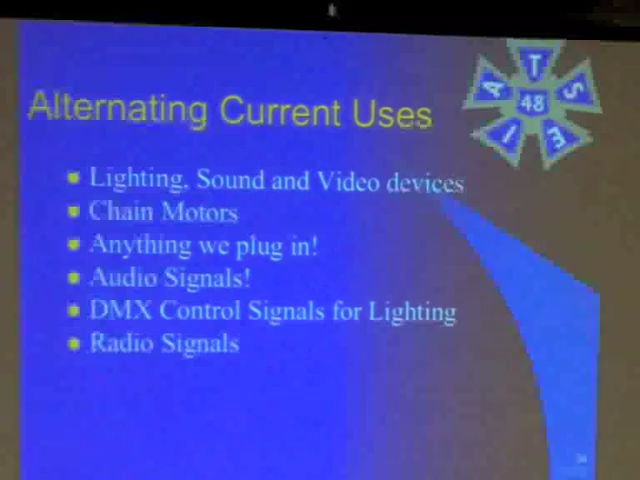 Alternating Current Uses
I A T S E
48
Lighting, Sound and Video devices
Chain Motors
Anything we plug in!
Audio Signals!
DMX Control Signals for Lighting
Radio Signals